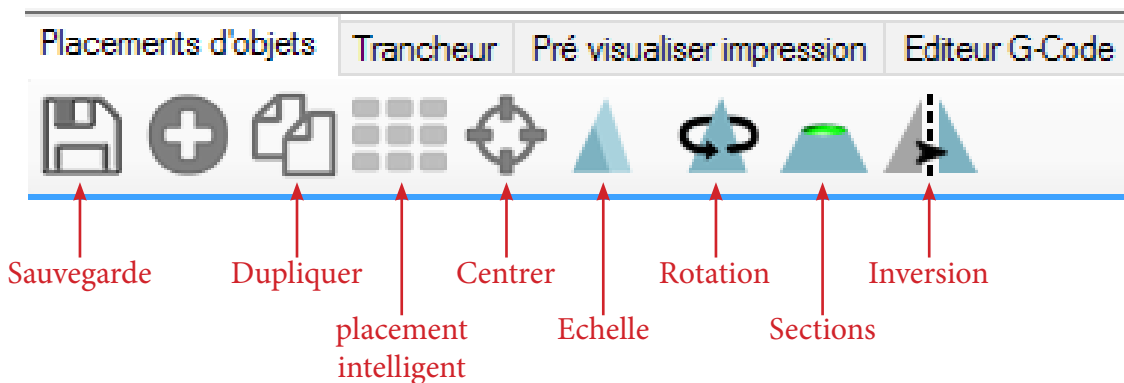 Placements d'objets Trancheur Pré visualiser impression Editeur G-Code
Sauvegarde Dupliquer Centrer Rotation Inversion
placement Echelle Sections
intelligent